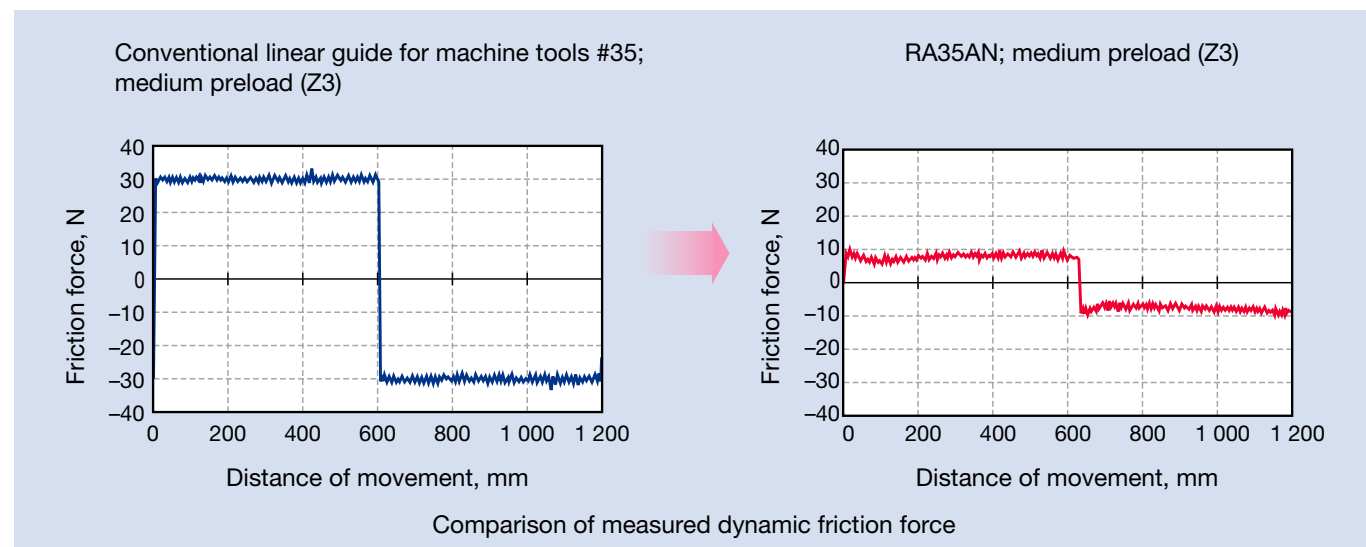 Conventional linear guide for machine tools #35;
medium preload (Z3)
40
30
20
10
0
–10
–20
–30
–40
Friction force, N
0 200 400 600 800 1 000 1 200
Distance of movement, mm
RA35AN; medium preload (Z3)
40
30
20
10
0
–10
–20
–30
–40
Friction force, N
0 200 400 600 800 1 000 1 200
Distance of movement, mm
Comparison of measured dynamic friction force